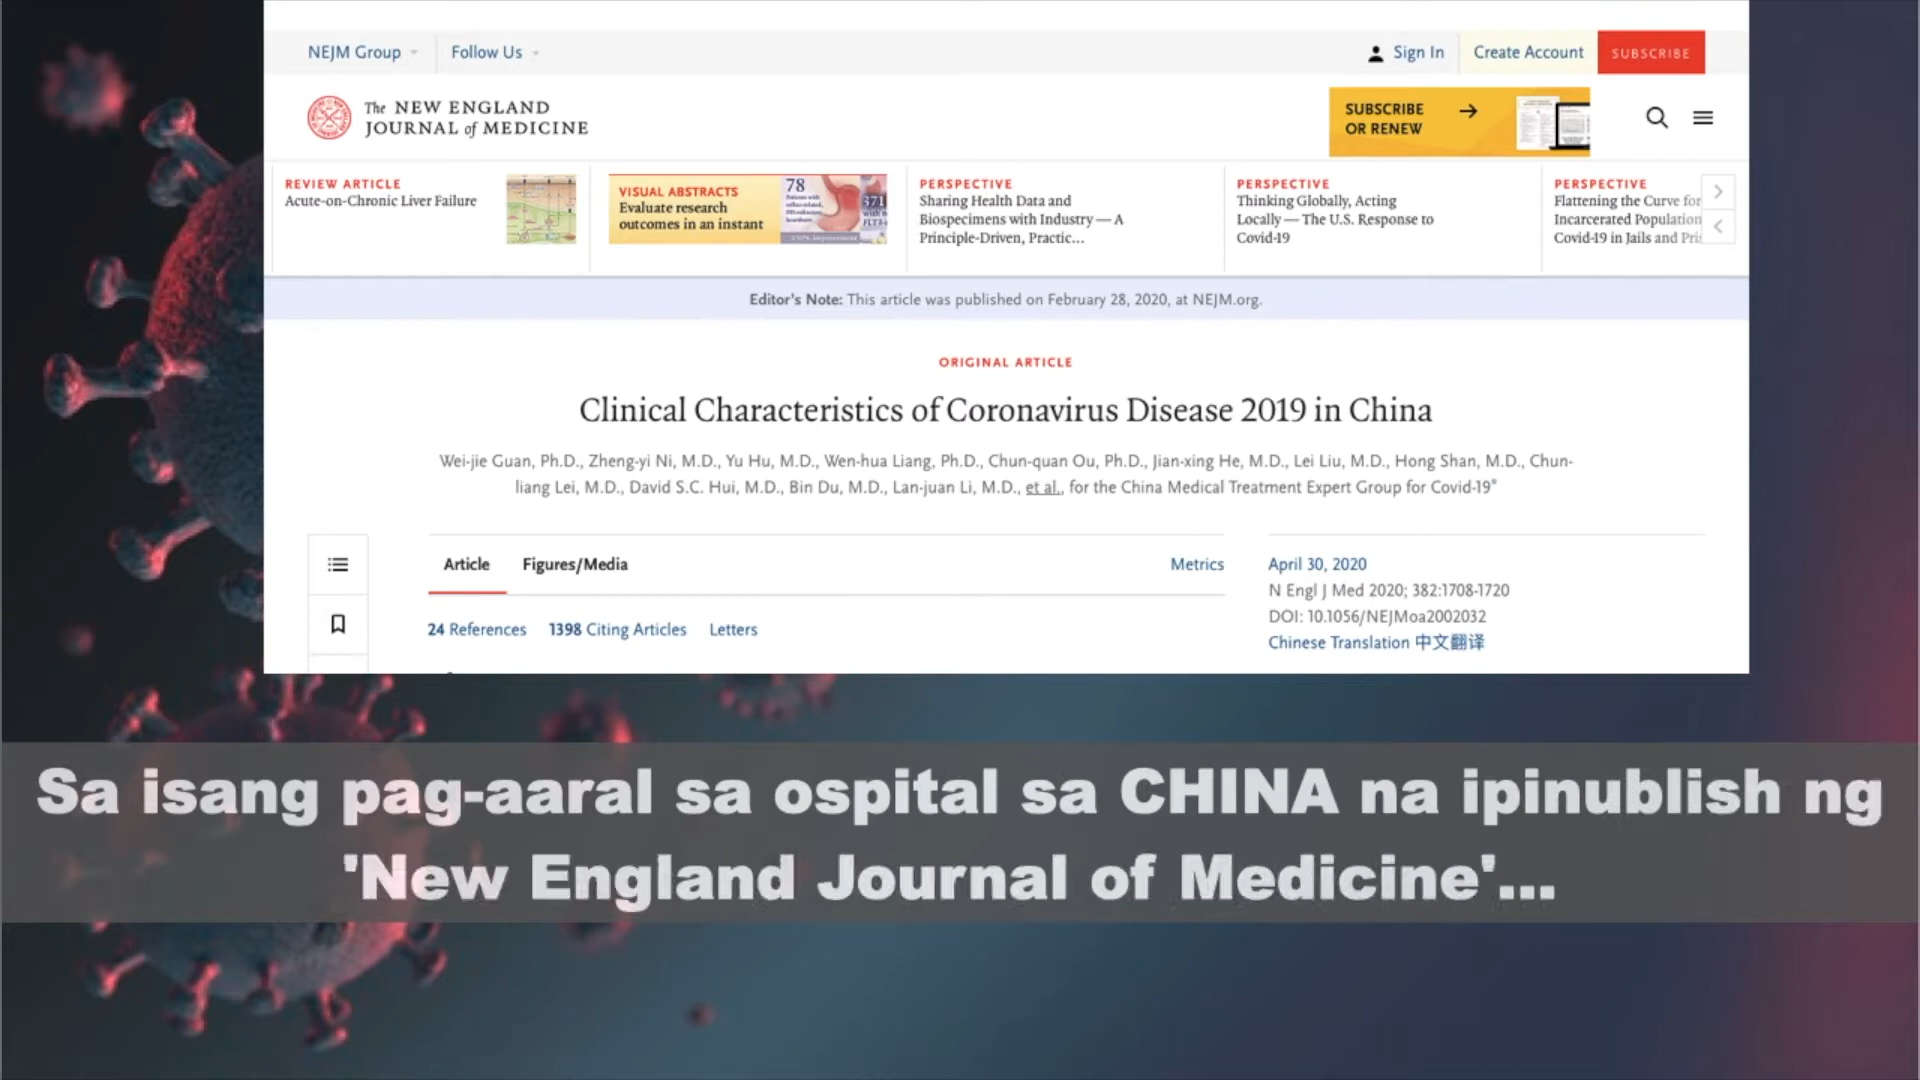 NEJM Group
Follow Us
Sign In
Create Account
SUBSCRIBE
The NEW ENGLAND
JOURNAL of MEDICINE
SUBSCRIBE
OR RENEW
REVIEW ARTICLE
Acute-on-Chronic Liver Failure
VISUAL ABSTRACTS
Evaluate research
outcomes in an instant
78
371
PERSPECTIVE
Sharing Health Data and
Biospecimens with Industry — A
Principle-Driven, Practic...
PERSPECTIVE
Thinking Globally, Acting
Locally — The U.S. Response to
Covid-19
PERSPECTIVE
Flattening the Curve for
Incarcerated Population
Covid-19 in Jails and Pris
Editor's Note: This article was published on February 28, 2020, at NEJM.org.
ORIGINAL ARTICLE
Clinical Characteristics of Coronavirus Disease 2019 in China
Wei-jie Guan, Ph.D., Zheng-yi Ni, M.D., Yu Hu, M.D., Wen-hua Liang, Ph.D., Chun-quan Ou, Ph.D., Jian-xing He, M.D., Lei Liu, M.D., Hong Shan, M.D., Chun-
liang Lei, M.D., David S.C. Hui, M.D., Bin Du, M.D., Lan-juan Li, M.D., et al., for the China Medical Treatment Expert Group for Covid-19*
Article
Figures/Media
Metrics
24 References
1398 Citing Articles
Letters
April 30, 2020
N Engl J Med 2020; 382:1708-1720
DOI: 10.1056/NEJMoa2002032
Chinese Translation 中文翻译
Sa isang pag-aaral sa ospital sa CHINA na ipinublish ng
'New England Journal of Medicine'...